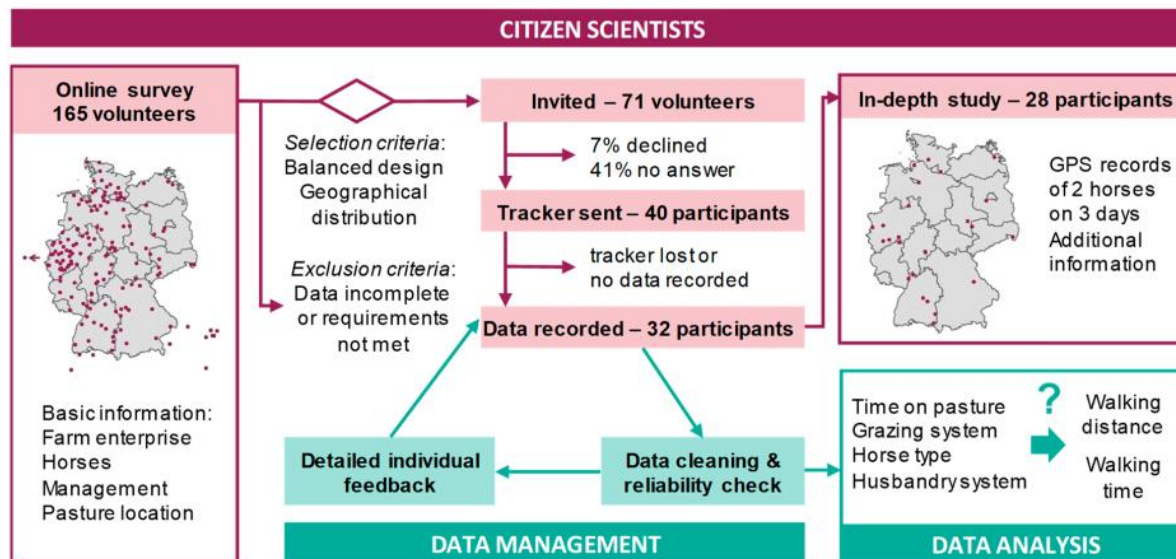 CITIZEN SCIENTISTS
Online survey
165 volunteers
Basic information:
Farm enterprise
Horses
Management
Pasture location
Selection criteria:
Balanced design
Geographical
distribution
Exclusion criteria:
Data incomplete
or requirements
not met
Invited – 71 volunteers
7% declined
41% no answer
Tracker sent – 40 participants
tracker lost or
no data recorded
Data recorded – 32 participants
In-depth study – 28 participants
GPS records
of 2 horses
on 3 days
Additional
information
Detailed individual
feedback
Data cleaning &
reliability check
DATA MANAGEMENT
Time on pasture
Grazing system
Horse type
Husbandry system
?
Walking
distance
Walking
time
DATA ANALYSIS